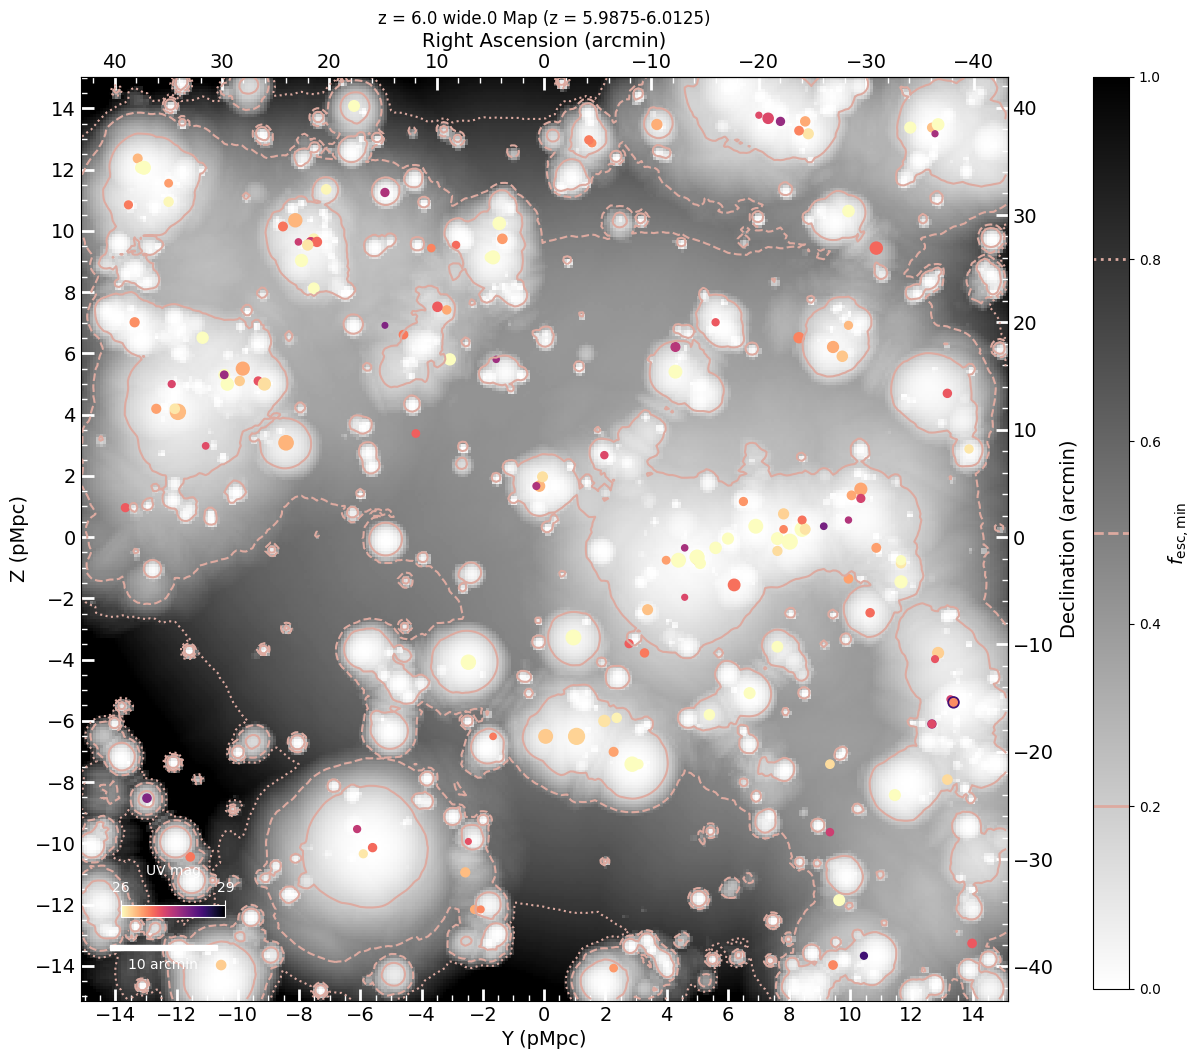 z = 6.0 wide.0 Map (z = 5.9875-6.0125)
Right Ascension (arcmin)
40 30 20 10 0 −10 −20 −30 −40
14 12 10 8 6 4 2 0 −2 −4 −6 −8 −10 −12 −14
Z (pMpc)
40 30 20 10 0 −10 −20 −30 −40
Declination (arcmin)
UV mag
26 29
10 arcmin
−14 −12 −10 −8 −6 −4 −2 0 2 4 6 8 10 12 14
Y (pMpc)
1.0
0.8
0.6
0.4
0.2
0.0
fesc,min